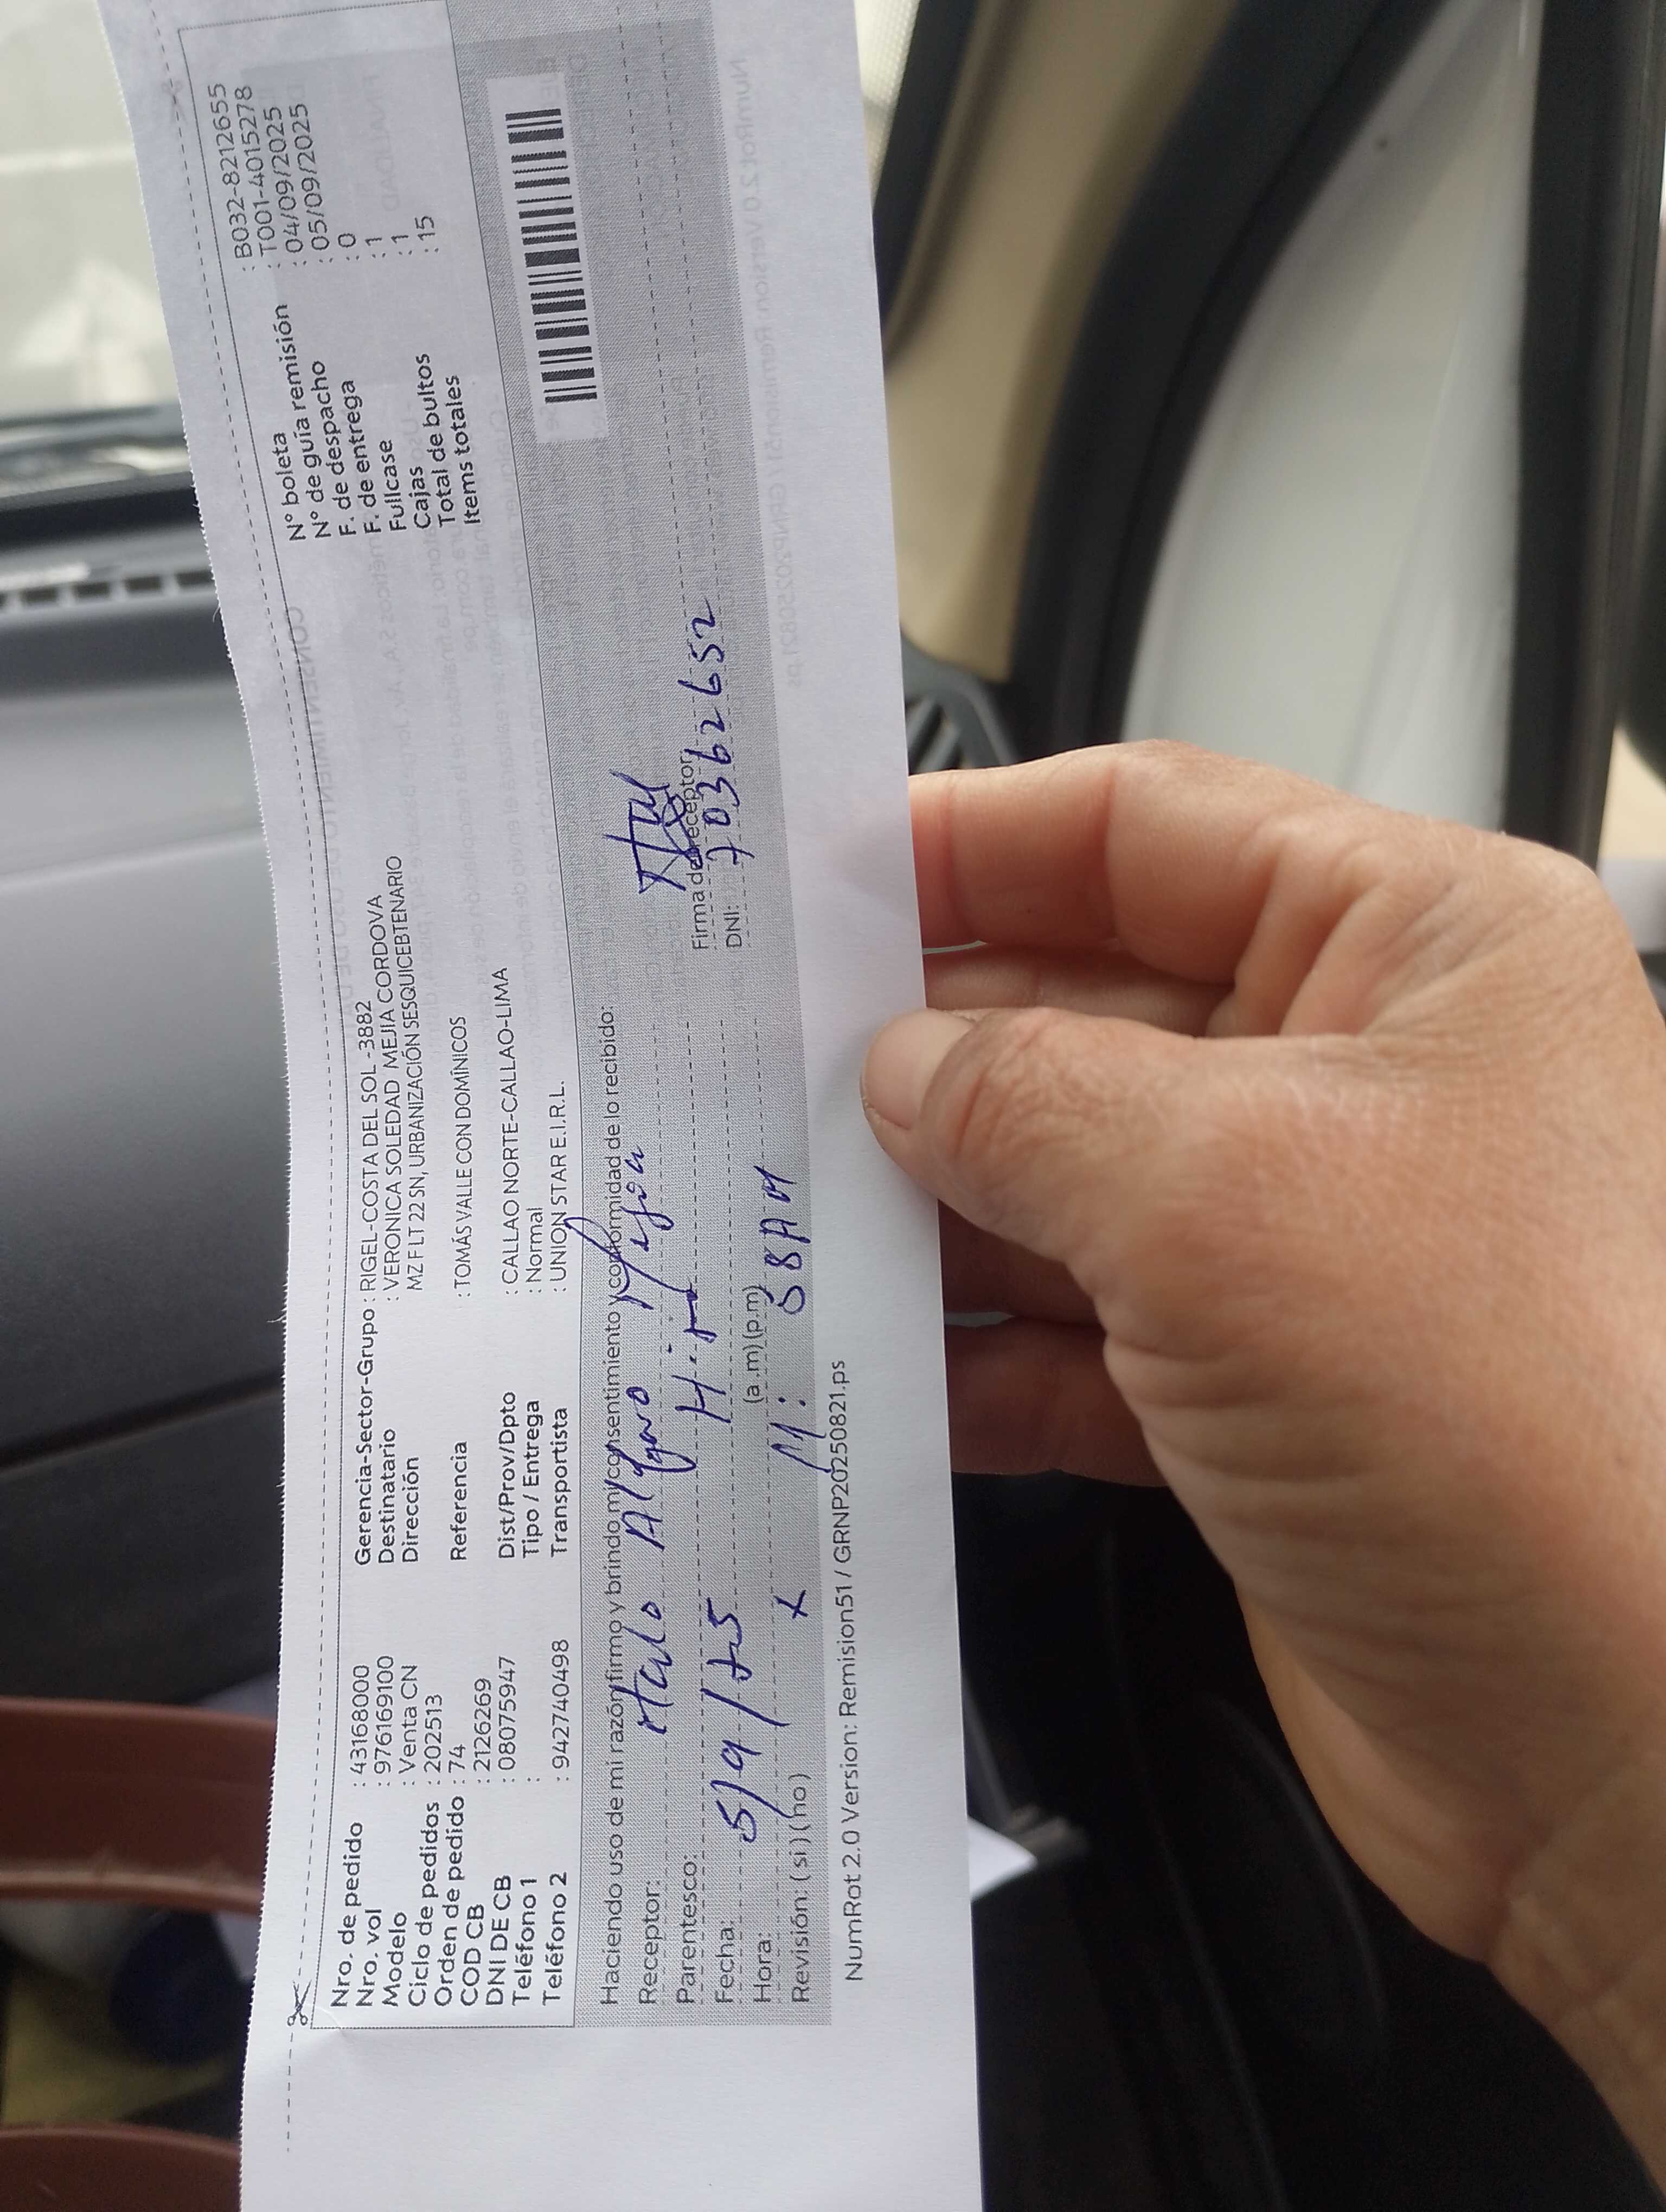 Nro. de pedido : 43168000
Nro. vol : 976169100
Modelo : Venta CN
Ciclo de pedidos : 202513
Orden de pedido : 74
COD CB : 2126269
DNI DE CB : 08075947
Teléfono 1 :
Teléfono 2 : 942740498
Gerencia-Sector-Grupo : RIGEL-COSTA DEL SOL -3882
Destinatario : VERONICA SOLEDAD MEJIA CORDOVA
Dirección MZ F LT 22 SN, URBANIZACIÓN SESQUICEBTENARIO
Referencia : TOMÁS VALLE CON DOMÍNICOS
Dist/Prov/Dpto : CALLAO NORTE-CALLAO-LIMA
Tipo / Entrega : Normal
Transportista : UNION STAR E.I.R.L.
N° boleta : B032-8212655
N° de guía remisión : T001-4015278
F. de despacho : 04/09/2025
F. de entrega : 05/09/2025
Fullcase : 0
Cajas : 1
Total de bultos : 1
Items totales : 15
Haciendo uso de mi razón firmo y brindo mi consentimiento y conformidad de lo recibido:
Receptor: Italo Alfaro Mejía
Parentesco:
Firma del receptor
Fecha: 5/9/25
DNI: 70362652
Hora: (a.m) (p.m) 11: 58 AM
Revisión: (si) (no) x
NumRot 2.0 Version: Remision51 / GRNP20250821.ps